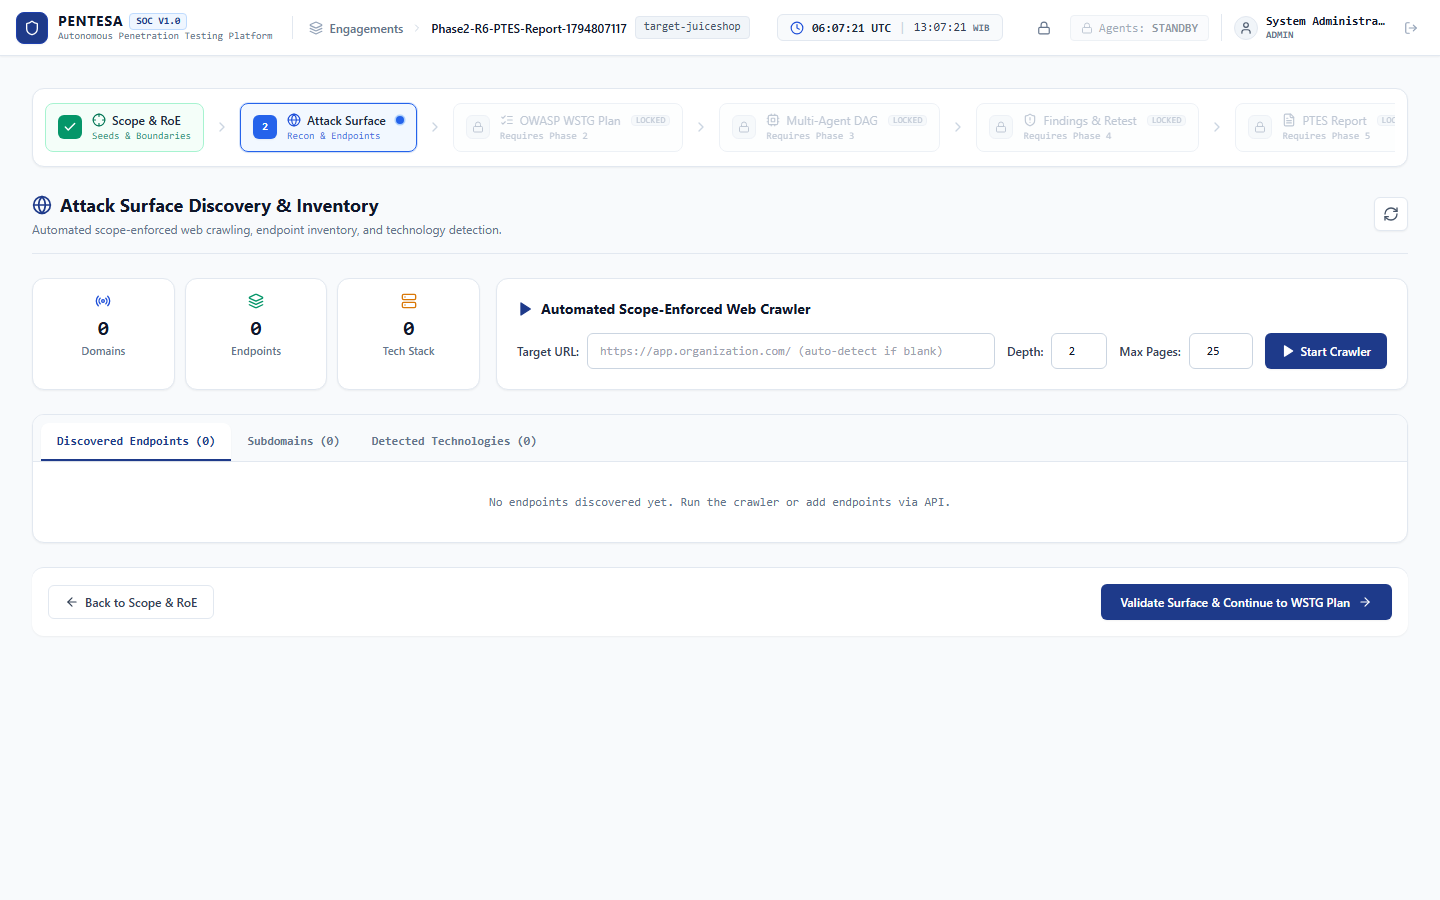 PENTESA SOC V1.0
Autonomous Penetration Testing Platform
Engagements
Phase2-R6-PTES-Report-1794807117
target-juiceshop
06:07:21 UTC | 13:07:21 WIB
Agents: STANDBY
System Administra…
ADMIN
Scope & RoE
Seeds & Boundaries
2
Attack Surface
Recon & Endpoints
OWASP WSTG Plan LOCKED
Requires Phase 2
Multi-Agent DAG LOCKED
Requires Phase 3
Findings & Retest LOCKED
Requires Phase 4
PTES Report LOC
Requires Phase 5
Attack Surface Discovery & Inventory
Automated scope-enforced web crawling, endpoint inventory, and technology detection.
0
Domains
0
Endpoints
0
Tech Stack
Automated Scope-Enforced Web Crawler
Target URL: https://app.organization.com/ (auto-detect if blank) Depth: 2 Max Pages: 25 Start Crawler
Discovered Endpoints (0) Subdomains (0) Detected Technologies (0)
No endpoints discovered yet. Run the crawler or add endpoints via API.
Back to Scope & RoE
Validate Surface & Continue to WSTG Plan